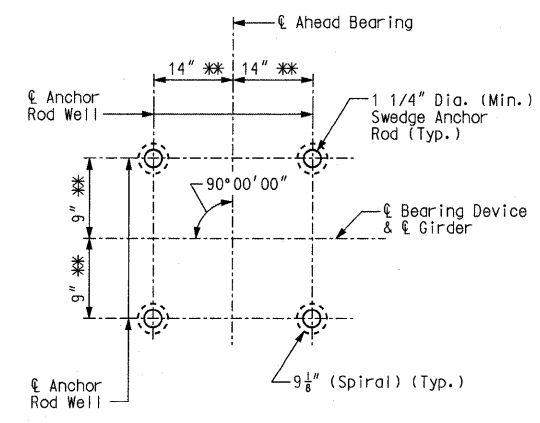 ℄ Ahead Bearing
14" ** 14" **
℄ Anchor
Rod Well
1 1/4" Dia. (Min.)
Swedge Anchor
Rod (Typ.)
90°00'00"
9" **
℄ Bearing Device
& ℄ Girder
9" **
℄ Anchor
Rod Well
9⅛" (Spiral) (Typ.)